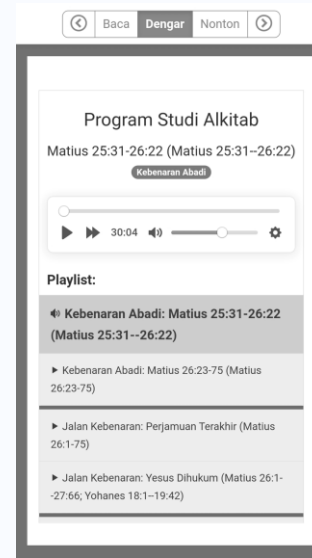 Baca Dengar Nonton
Program Studi Alkitab
Matius 25:31-26:22 (Matius 25:31--26:22)
Kebenaran Abadi
30:04
Playlist:
Kebenaran Abadi: Matius 25:31-26:22
(Matius 25:31--26:22)
Kebenaran Abadi: Matius 26:23-75 (Matius
26:23-75)
Jalan Kebenaran: Perjamuan Terakhir (Matius
26:1-75)
Jalan Kebenaran: Yesus Dihukum (Matius 26:1-
-27:66; Yohanes 18:1--19:42)